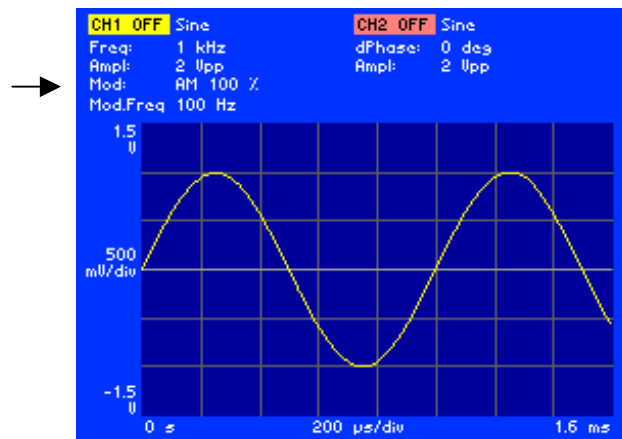 CH1 OFF Sine
Freq: 1 kHz
Ampl: 2 Vpp
Mod: AM 100 %
Mod.Freq 100 Hz
CH2 OFF Sine
dPhase: 0 deg
Ampl: 2 Vpp
1.5
V
500
mV/div
-1.5
V
0 s 200 µs/div 1.6 ms